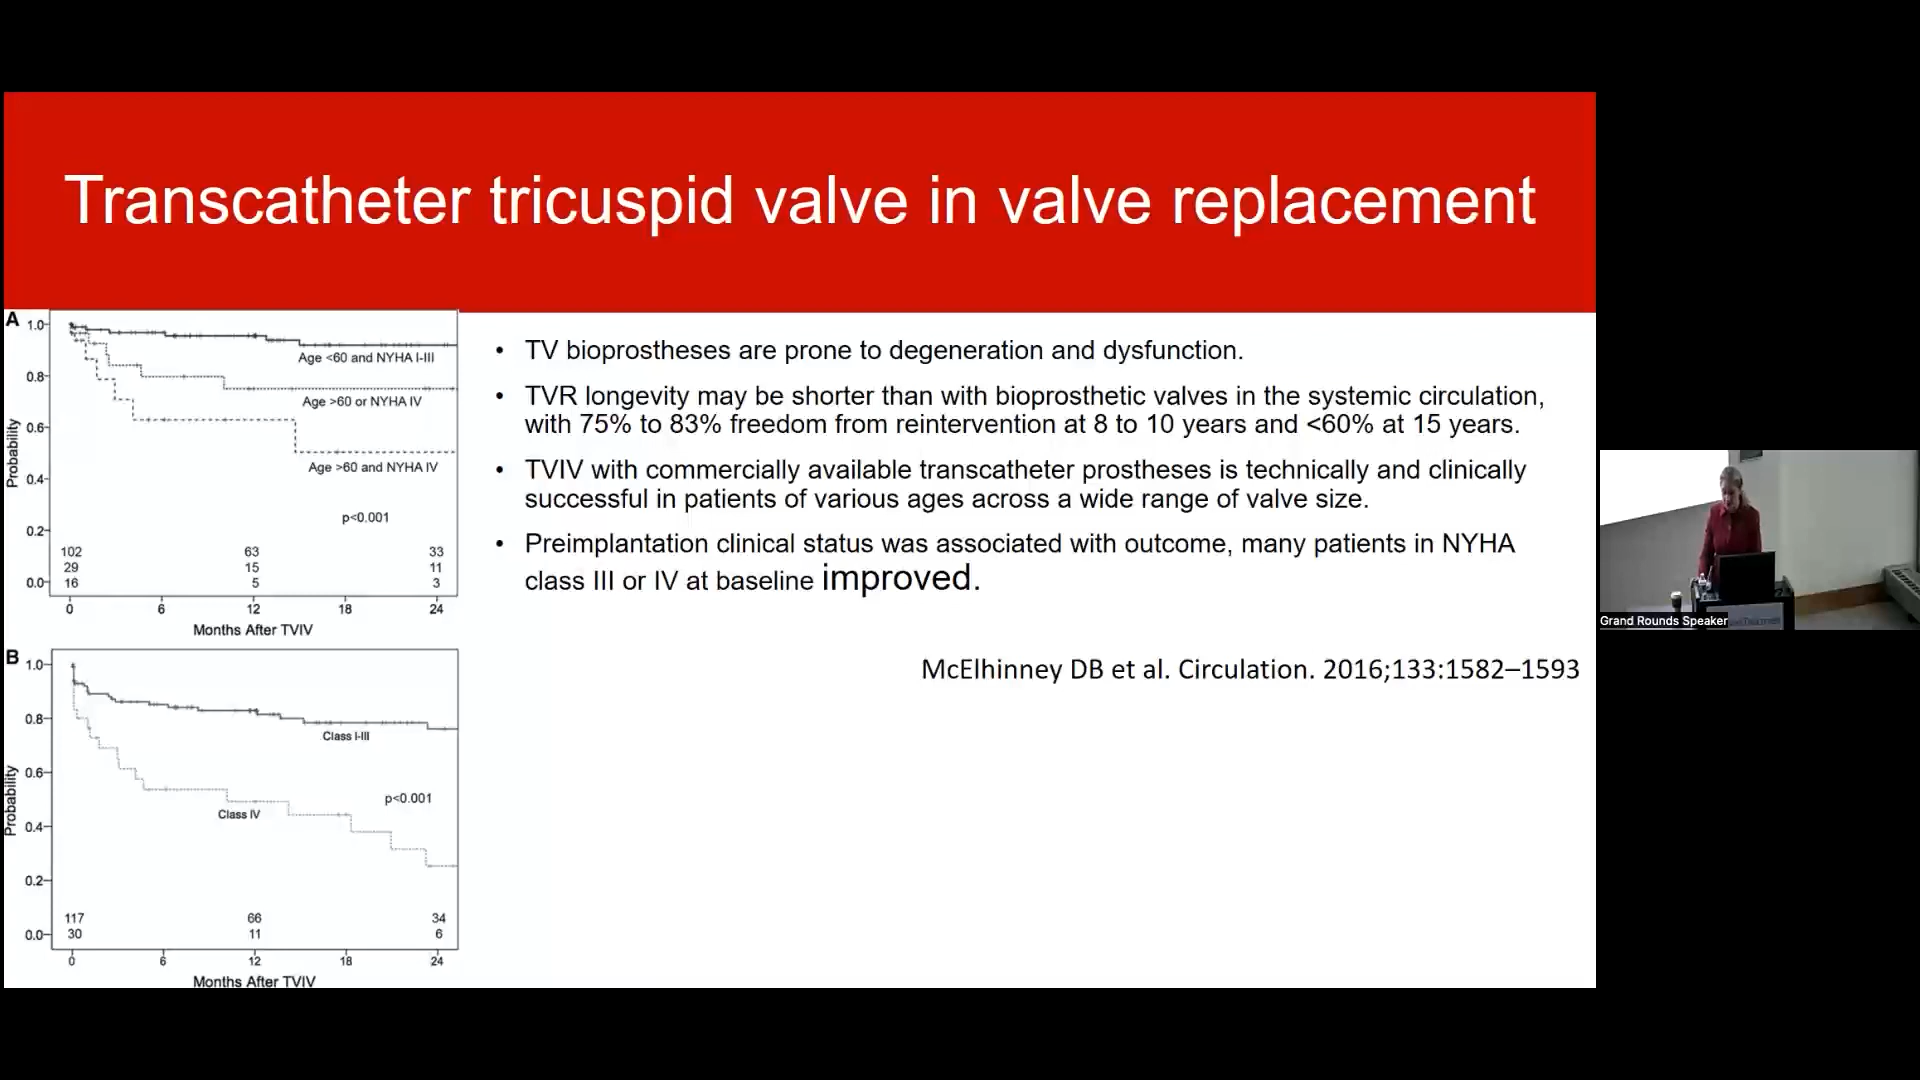 Transcatheter tricuspid valve in valve replacement
A
1.0
0.8
0.6
0.4
0.2
0.0
Probability
Age <60 and NYHA I-III
Age >60 or NYHA IV
Age >60 and NYHA IV
p<0.001
102 63 33
29 15 11
16 5 3
0 6 12 18 24
Months After TVIV
B
1.0
0.8
0.6
0.4
0.2
0.0
Probability
Class I-III
p<0.001
Class IV
117 66 34
30 11 6
0 6 12 18 24
Months After TVIV
• TV bioprostheses are prone to degeneration and dysfunction.
• TVR longevity may be shorter than with bioprosthetic valves in the systemic circulation,
with 75% to 83% freedom from reintervention at 8 to 10 years and <60% at 15 years.
• TVIV with commercially available transcatheter prostheses is technically and clinically
successful in patients of various ages across a wide range of valve size.
• Preimplantation clinical status was associated with outcome, many patients in NYHA
class III or IV at baseline improved.
McElhinney DB et al. Circulation. 2016;133:1582–1593
Grand Rounds Speaker